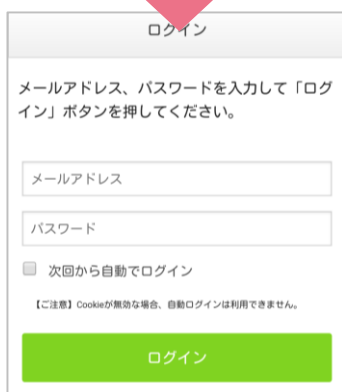 ログイン
メールアドレス、パスワードを入力して「ログ
イン」ボタンを押してください。
メールアドレス
パスワード
次回から自動でログイン
【ご注意】Cookieが無効な場合、自動ログインは利用できません。
ログイン